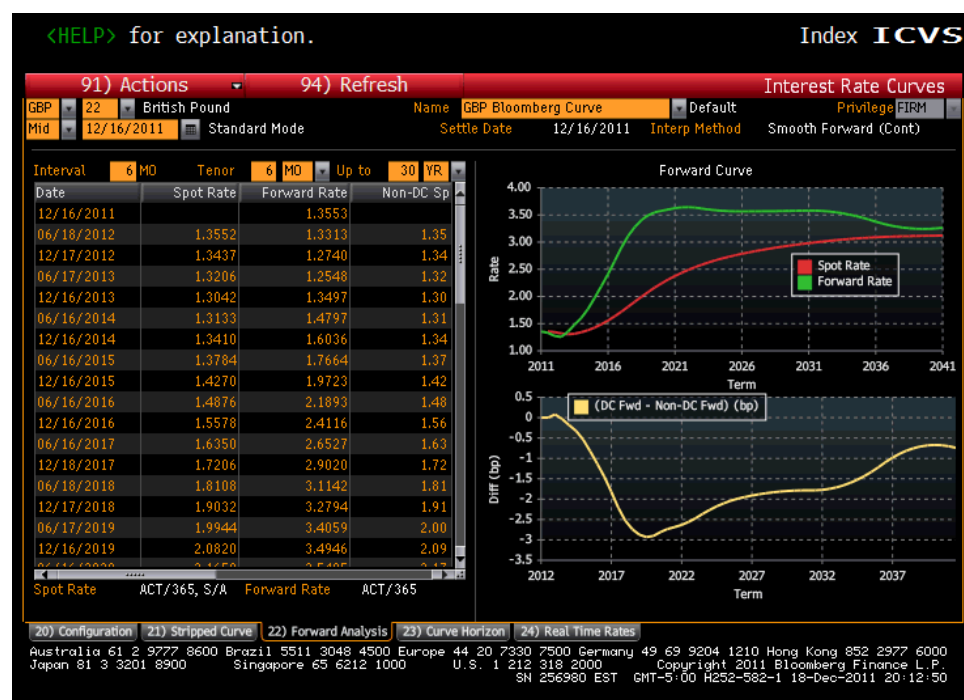 <HELP> for explanation. Index ICVS
91) Actions 94) Refresh Interest Rate Curves
GBP 22 British Pound Name GBP Bloomberg Curve Default Privilege FIRM
Mid 12/16/2011 Standard Mode Settle Date 12/16/2011 Interp Method Smooth Forward (Cont)
Interval 6 MO Tenor 6 MO Up to 30 YR
Date Spot Rate Forward Rate Non-DC Sp
12/16/2011 1.3553
06/18/2012 1.3552 1.3313 1.35
12/17/2012 1.3437 1.2740 1.34
06/17/2013 1.3206 1.2548 1.32
12/16/2013 1.3042 1.3497 1.30
06/16/2014 1.3133 1.4797 1.31
12/16/2014 1.3410 1.6036 1.34
06/16/2015 1.3784 1.7664 1.37
12/16/2015 1.4270 1.9723 1.42
06/16/2016 1.4876 2.1893 1.48
12/16/2016 1.5578 2.4116 1.56
06/16/2017 1.6350 2.6527 1.63
12/18/2017 1.7206 2.9020 1.72
06/18/2018 1.8108 3.1142 1.81
12/17/2018 1.9032 3.2794 1.91
06/17/2019 1.9944 3.4059 2.00
12/16/2019 2.0820 3.4946 2.09
Spot Rate ACT/365, S/A Forward Rate ACT/365
Forward Curve
4.00
3.50
3.00
2.50
2.00
1.50
1.00
Rate
Spot Rate
Forward Rate
2011 2016 2021 2026 2031 2036 2041
Term
(DC Fwd - Non-DC Fwd) (bp)
0.5
0
-0.5
-1
-1.5
-2
-2.5
-3
-3.5
Diff (bp)
2012 2017 2022 2027 2032 2037
Term
20) Configuration 21) Stripped Curve 22) Forward Analysis 23) Curve Horizon 24) Real Time Rates
Australia 61 2 9777 8600 Brazil 5511 3048 4500 Europe 44 20 7330 7500 Germany 49 69 9204 1210 Hong Kong 852 2977 6000
Japan 81 3 3201 8900 Singapore 65 6212 1000 U.S. 1 212 318 2000 Copyright 2011 Bloomberg Finance L.P.
SN 256980 EST GMT-5:00 H252-582-1 18-Dec-2011 20:12:50